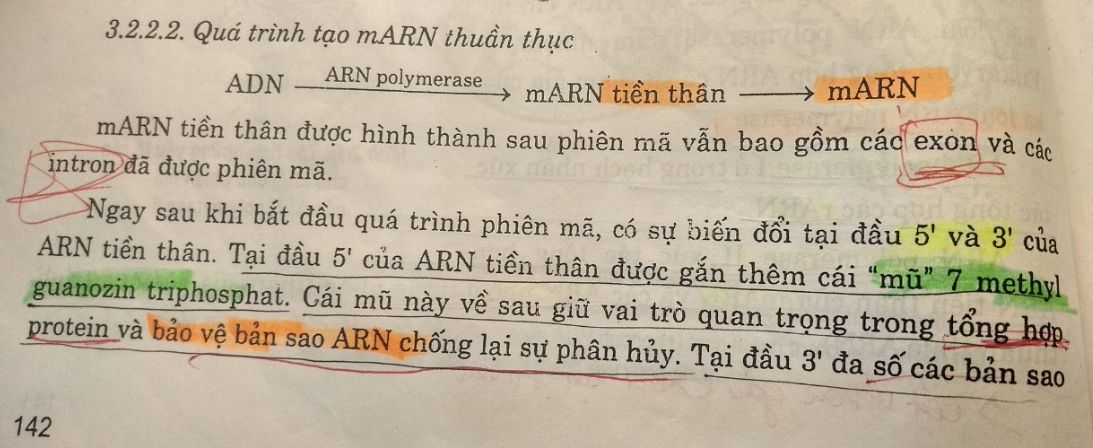 3.2.2.2. Quá trình tạo mARN thuần thục
ADN ARN polymerase → mARN tiền thân → mARN
mARN tiền thân được hình thành sau phiên mã vẫn bao gồm các exon và các
intron đã được phiên mã.
Ngay sau khi bắt đầu quá trình phiên mã, có sự biến đổi tại đầu 5' và 3' của
ARN tiền thân. Tại đầu 5' của ARN tiền thân được gắn thêm cái “mũ” 7 methyl
guanozin triphosphat. Cái mũ này về sau giữ vai trò quan trọng trong tổng hợp
protein và bảo vệ bản sao ARN chống lại sự phân hủy. Tại đầu 3' đa số các bản sao
142